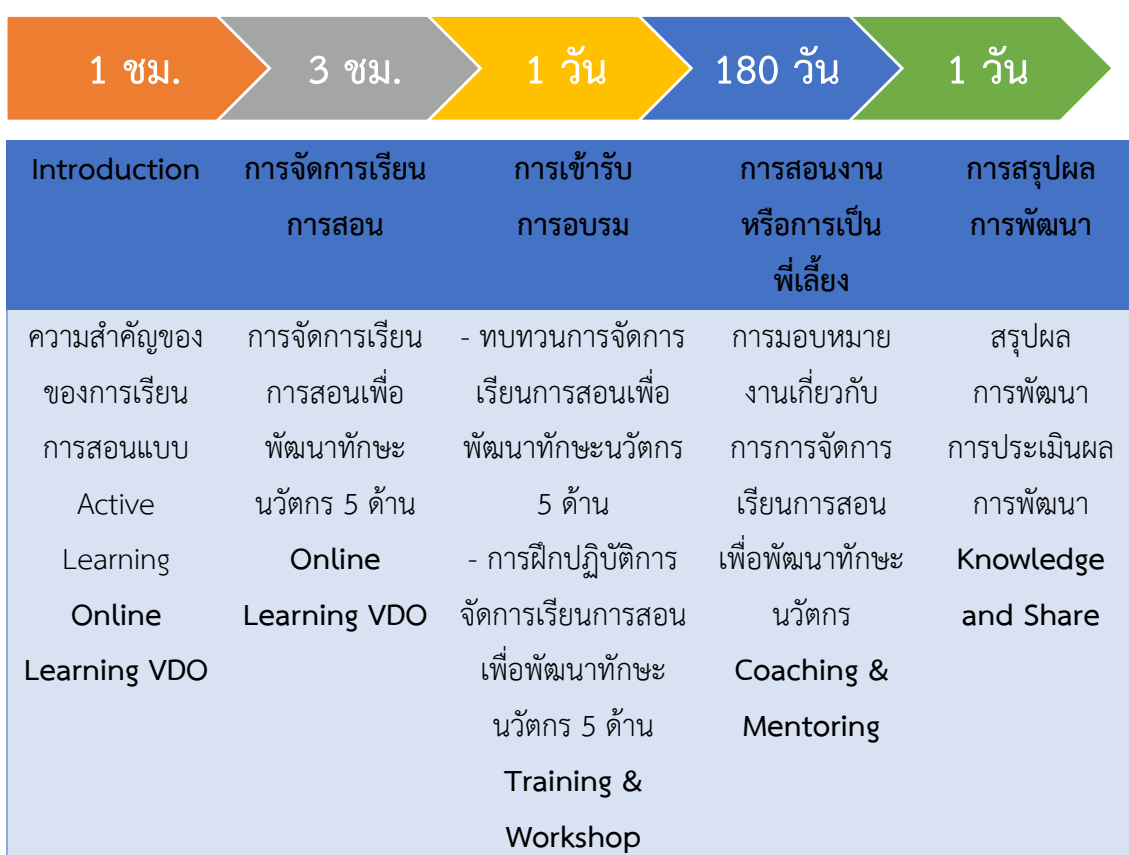 1 ชม.
3 ชม.
1 วัน
180 วัน
1 วัน
Introduction
การจัดการเรียน
การสอน
การเข้ารับ
การอบรม
การสอนงาน
หรือการเป็น
พี่เลี้ยง
การสรุปผล
การพัฒนา
ความสำคัญของ
ของการเรียน
การสอนแบบ
Active
Learning
Online
Learning VDO
การจัดการเรียน
การสอนเพื่อ
พัฒนาทักษะ
นวัตกร 5 ด้าน
Online
Learning VDO
- ทบทวนการจัดการ
เรียนการสอนเพื่อ
พัฒนาทักษะนวัตกร
5 ด้าน
- การฝึกปฏิบัติการ
จัดการเรียนการสอน
เพื่อพัฒนาทักษะ
นวัตกร 5 ด้าน
Training &
Workshop
การมอบหมาย
งานเกี่ยวกับ
การการจัดการ
เรียนการสอน
เพื่อพัฒนาทักษะ
นวัตกร
Coaching &
Mentoring
สรุปผล
การพัฒนา
การประเมินผล
การพัฒนา
Knowledge
and Share